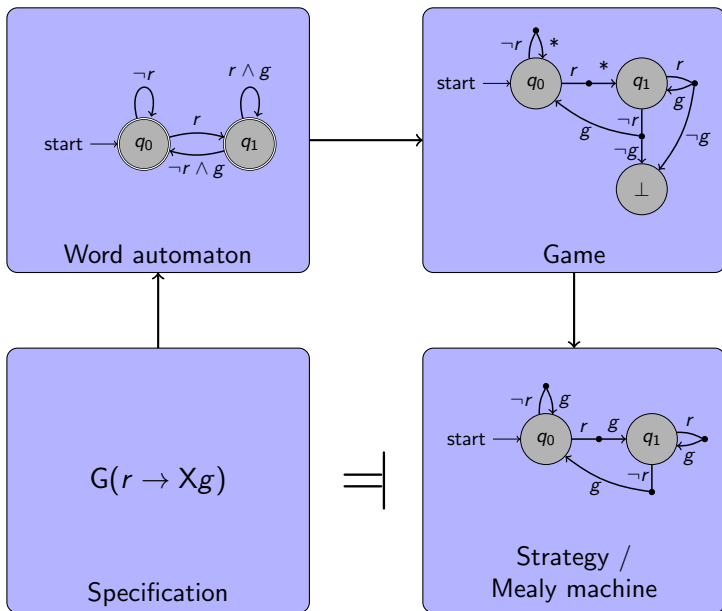 ¬r
r ∧ g
start
q0
r
q1
¬r ∧ g
Word automaton
¬r
*
start
q0
r
*
q1
r
g
¬r
g
¬g
¬g
⊥
Game
G(r → Xg)
Specification
=|
¬r
g
start
q0
r
g
q1
r
g
¬r
g
Strategy /
Mealy machine